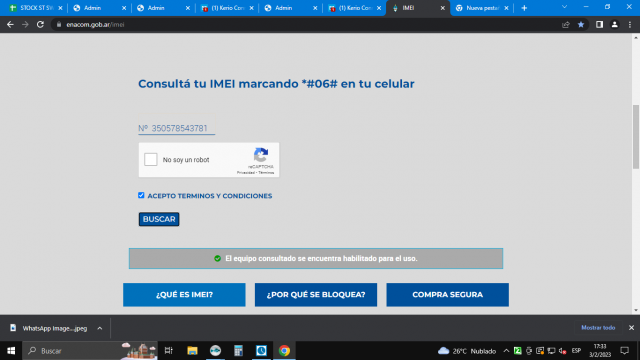 STOCK ST SW
Admin
Admin
(1) Kerio Con
Admin
(1) Kerio Con
IMEI
Nueva pestañ
enacom.gob.ar/imei
Consultá tu IMEI marcando *#06# en tu celular
Nº 350578543781
No soy un robot
reCAPTCHA
Privacidad - Términos
ACEPTO TERMINOS Y CONDICIONES
BUSCAR
El equipo consultado se encuentra habilitado para el uso.
¿QUÉ ES IMEI?
¿POR QUÉ SE BLOQUEA?
COMPRA SEGURA
WhatsApp Image....jpeg
Mostrar todo
Buscar
26°C Nublado
ESP
17:33
3/2/2023